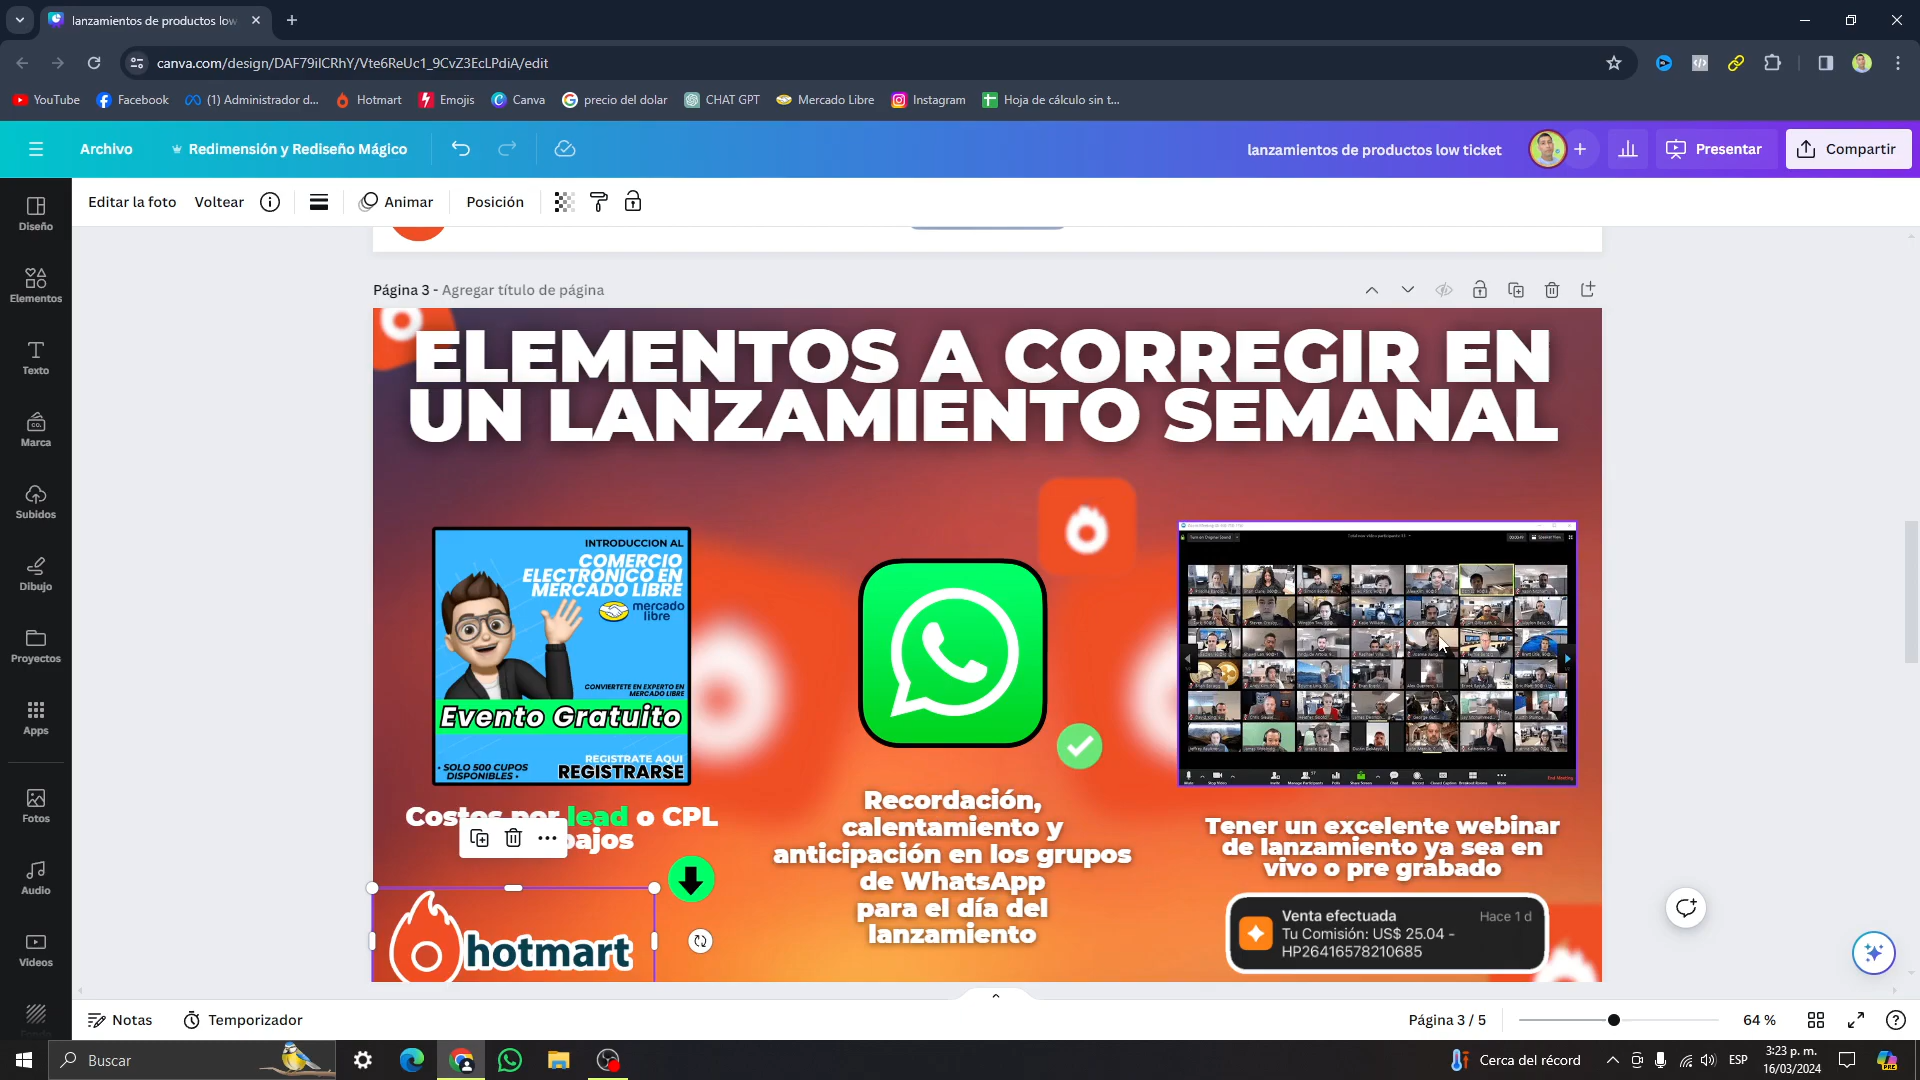 lanzamientos de productos low
canva.com/design/DAF79ilCRhY/Vte6ReUc1_9CvZ3EcLPdiA/edit
YouTube
Facebook
(1) Administrador d...
Hotmart
Emojis
Canva
precio del dolar
CHAT GPT
Mercado Libre
Instagram
Hoja de cálculo sin t...
Archivo
Redimensión y Rediseño Mágico
lanzamientos de productos low ticket
Presentar
Compartir
Editar la foto
Voltear
Animar
Posición
Diseño
Elementos
Texto
Marca
Subidos
Dibujo
Proyectos
Apps
Fotos
Audio
Videos
Página 3 - Agregar título de página
ELEMENTOS A CORREGIR EN
UN LANZAMIENTO SEMANAL
INTRODUCCION AL
COMERCIO
ELECTRÓNICO EN
MERCADO LIBRE
mercado
libre
CONVIERTETE EN EXPERTO EN
MERCADO LIBRE
Evento Gratuito
REGISTRATE AQUI
REGISTRARSE
• SOLO 500 CUPOS
DISPONIBLES •
Costos por lead o CPL
bajos
hotmart
Recordación,
calentamiento y
anticipación en los grupos
de WhatsApp
para el día del
lanzamiento
Tener un excelente webinar
de lanzamiento ya sea en
vivo o pre grabado
Venta efectuada
Hace 1 d
Tu Comisión: US$ 25.04 -
HP26416578210685
Notas
Temporizador
Página 3 / 5
64 %
Buscar
Cerca del récord
ESP
3:23 p. m.
16/03/2024